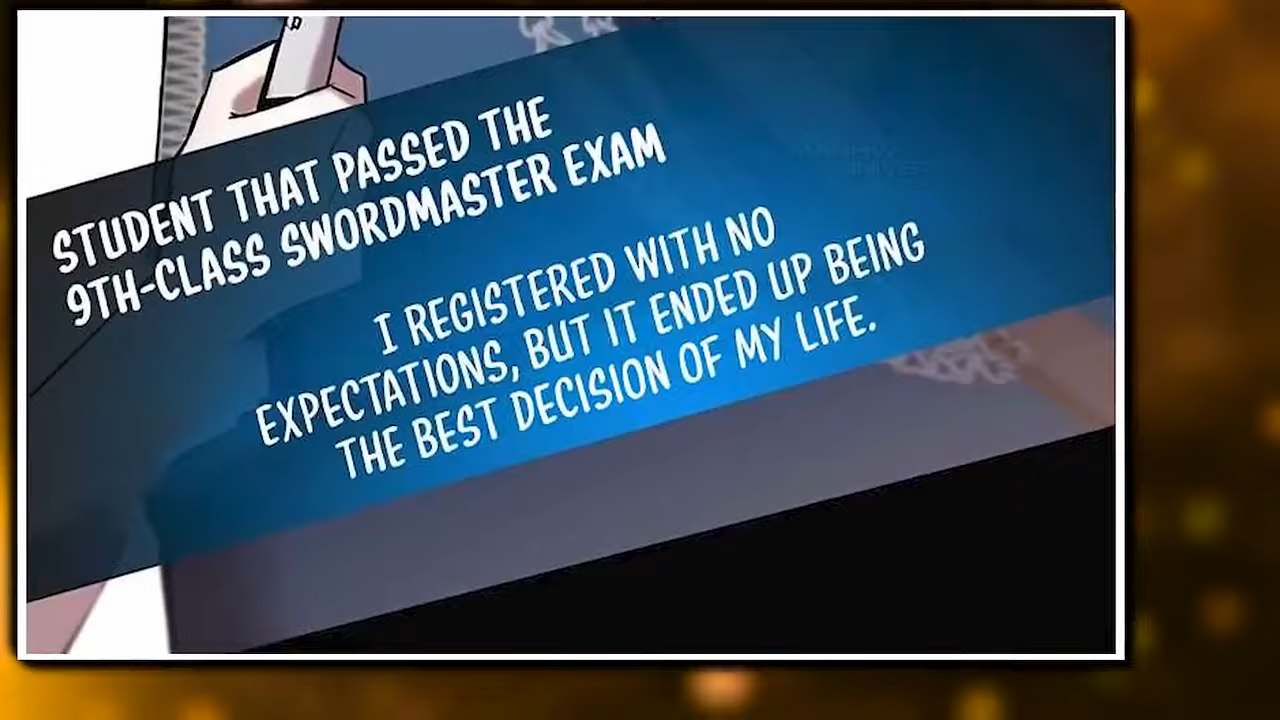 STUDENT THAT PASSED THE
9TH-CLASS SWORDMASTER EXAM
I REGISTERED WITH NO
EXPECTATIONS, BUT IT ENDED UP BEING
THE BEST DECISION OF MY LIFE.